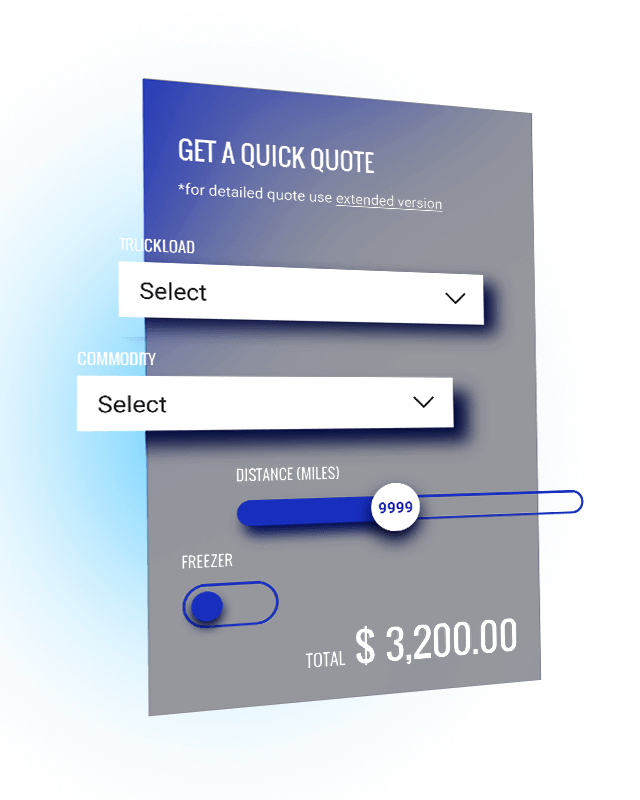 GET A QUICK QUOTE
*for detailed quote use extended version
TRUCKLOAD
Select
COMMODITY
Select
DISTANCE (MILES)
9999
FREEZER
TOTAL $ 3,200.00